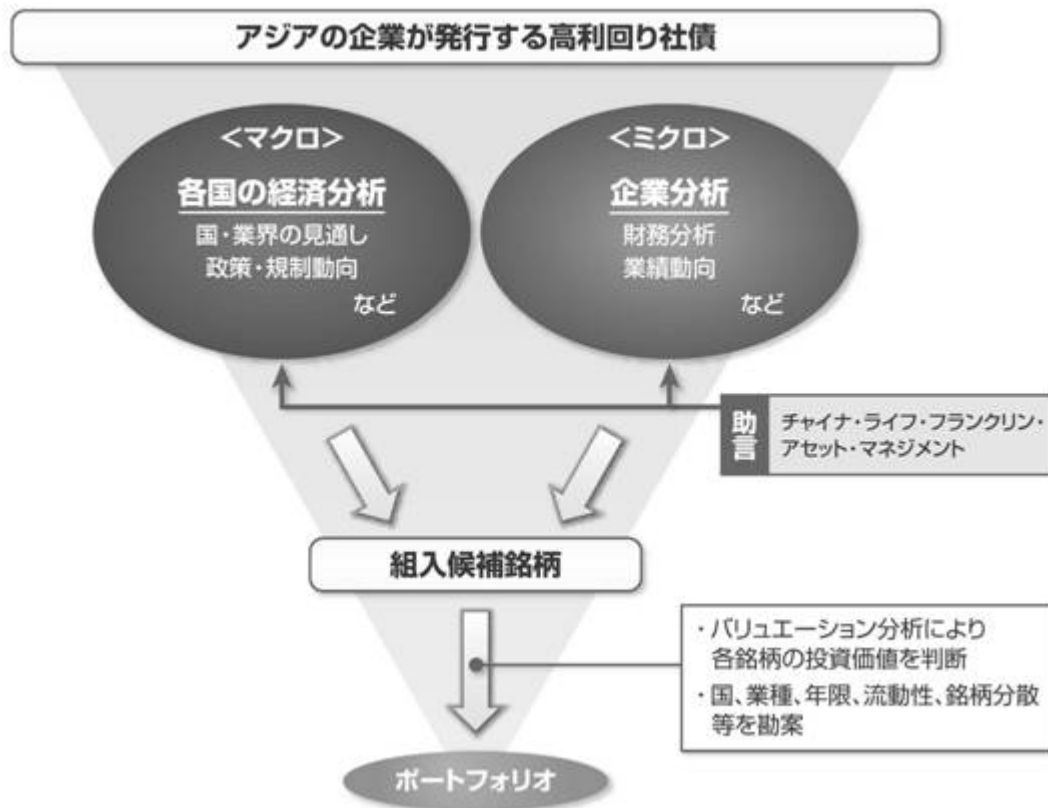 アジアの企業が発行する高利回り社債
<マクロ>
各国の経済分析
国・業界の見通し
政策・規制動向
など
<ミクロ>
企業分析
財務分析
業績動向
など
助言
チャイナ・ライフ・フランクリン・
アセット・マネジメント
組入候補銘柄
・バリュエーション分析により
各銘柄の投資価値を判断
・国、業種、年限、流動性、銘柄分散
等を勘案
ポートフォリオ